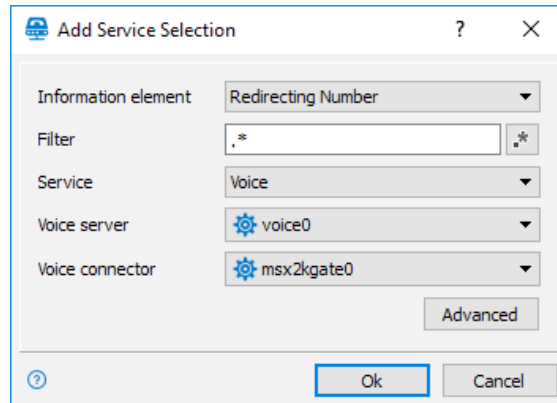 Add Service Selection ?
Information element Redirecting Number
Filter .* .*
Service Voice
Voice server voice0
Voice connector msx2kgate0
Advanced
? Ok Cancel